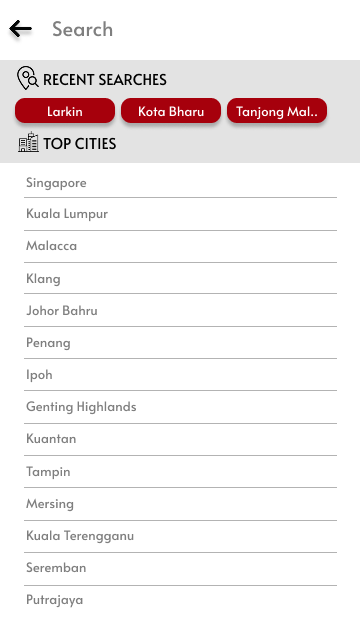 Search
RECENT SEARCHES
Larkin Kota Bharu Tanjong Mal..
TOP CITIES
Singapore
Kuala Lumpur
Malacca
Klang
Johor Bahru
Penang
Ipoh
Genting Highlands
Kuantan
Tampin
Mersing
Kuala Terengganu
Seremban
Putrajaya